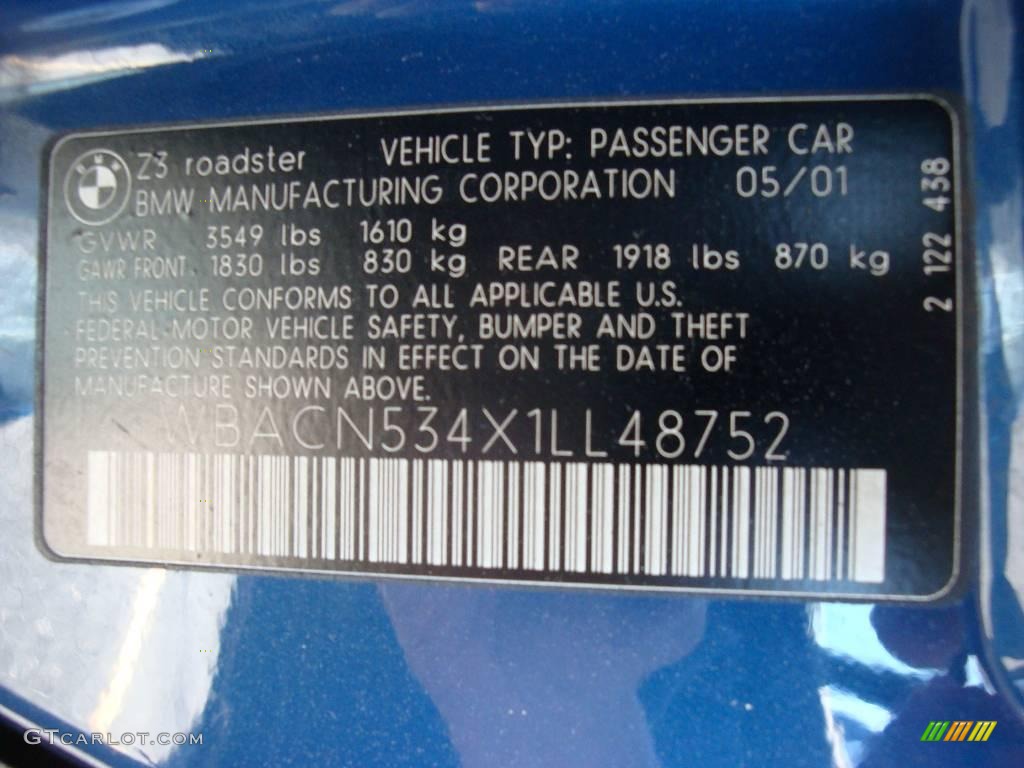 Z3 roadster VEHICLE TYP: PASSENGER CAR
BMW MANUFACTURING CORPORATION 05/01
GVWR 3549 lbs 1610 kg
GAWR FRONT 1830 lbs 830 kg REAR 1918 lbs 870 kg
THIS VEHICLE CONFORMS TO ALL APPLICABLE U.S.
FEDERAL MOTOR VEHICLE SAFETY, BUMPER AND THEFT
PREVENTION STANDARDS IN EFFECT ON THE DATE OF
MANUFACTURE SHOWN ABOVE.
WBACN534X1LL48752
2 122 438
GTCARLOT.COM